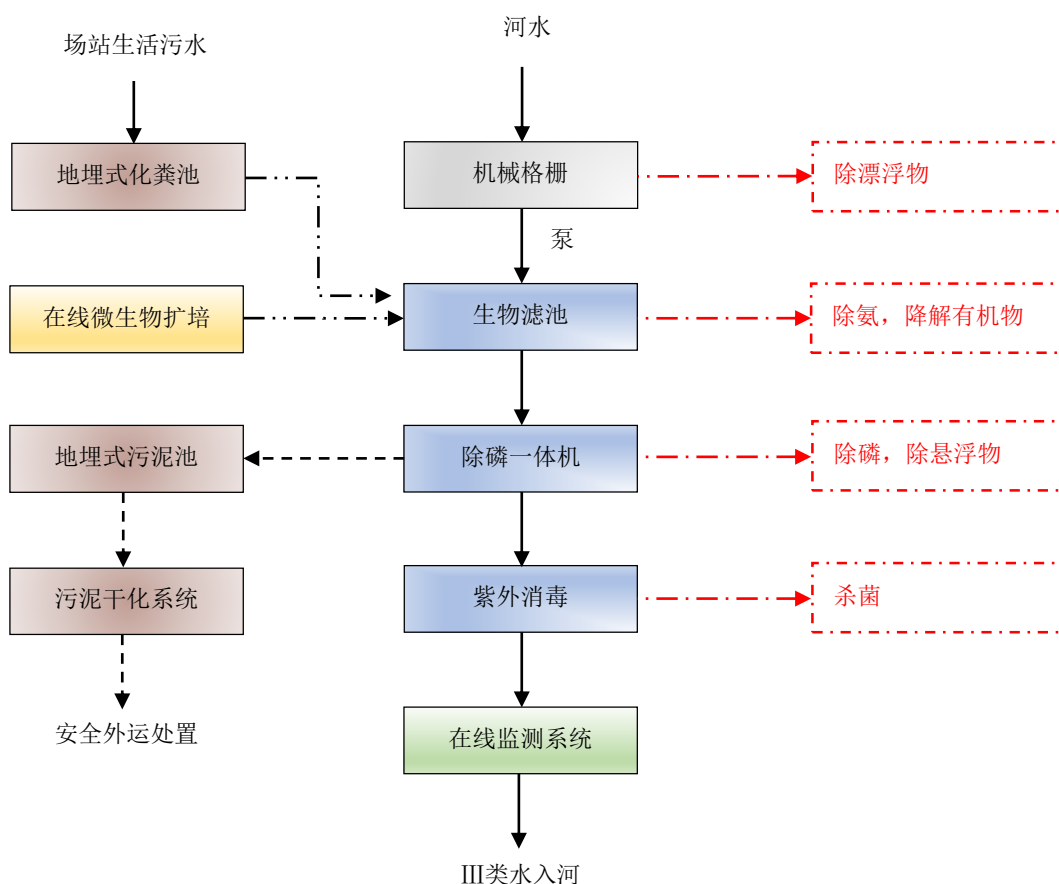 场站生活污水
河水
地埋式化粪池
机械格栅
除漂浮物
泵
在线微生物扩培
生物滤池
除氨，降解有机物
地埋式污泥池
除磷一体机
除磷，除悬浮物
污泥干化系统
紫外消毒
杀菌
安全外运处置
在线监测系统
Ⅲ类水入河